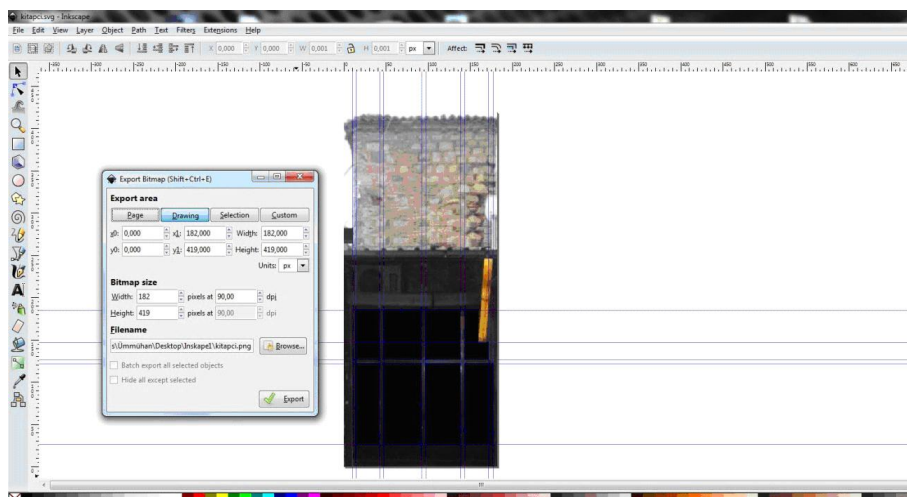 kitapci.svg - Inkscape
File Edit View Layer Object Path Text Filters Extensions Help
X 0,000 Y 0,000 W 0,001 H 0,001 px Affect:
Export Bitmap (Shift+Ctrl+E)
Export area
Page Drawing Selection Custom
x0: 0,000 x1: 182,000 Width: 182,000
y0: 0,000 y1: 419,000 Height: 419,000
Units: px
Bitmap size
Width: 182 pixels at 90,00 dpi
Height: 419 pixels at 90,00 dpi
Filename
s\Ümmühan\Desktop\Inskape1\kitapci.png Browse...
Batch export all selected objects
Hide all except selected
Export